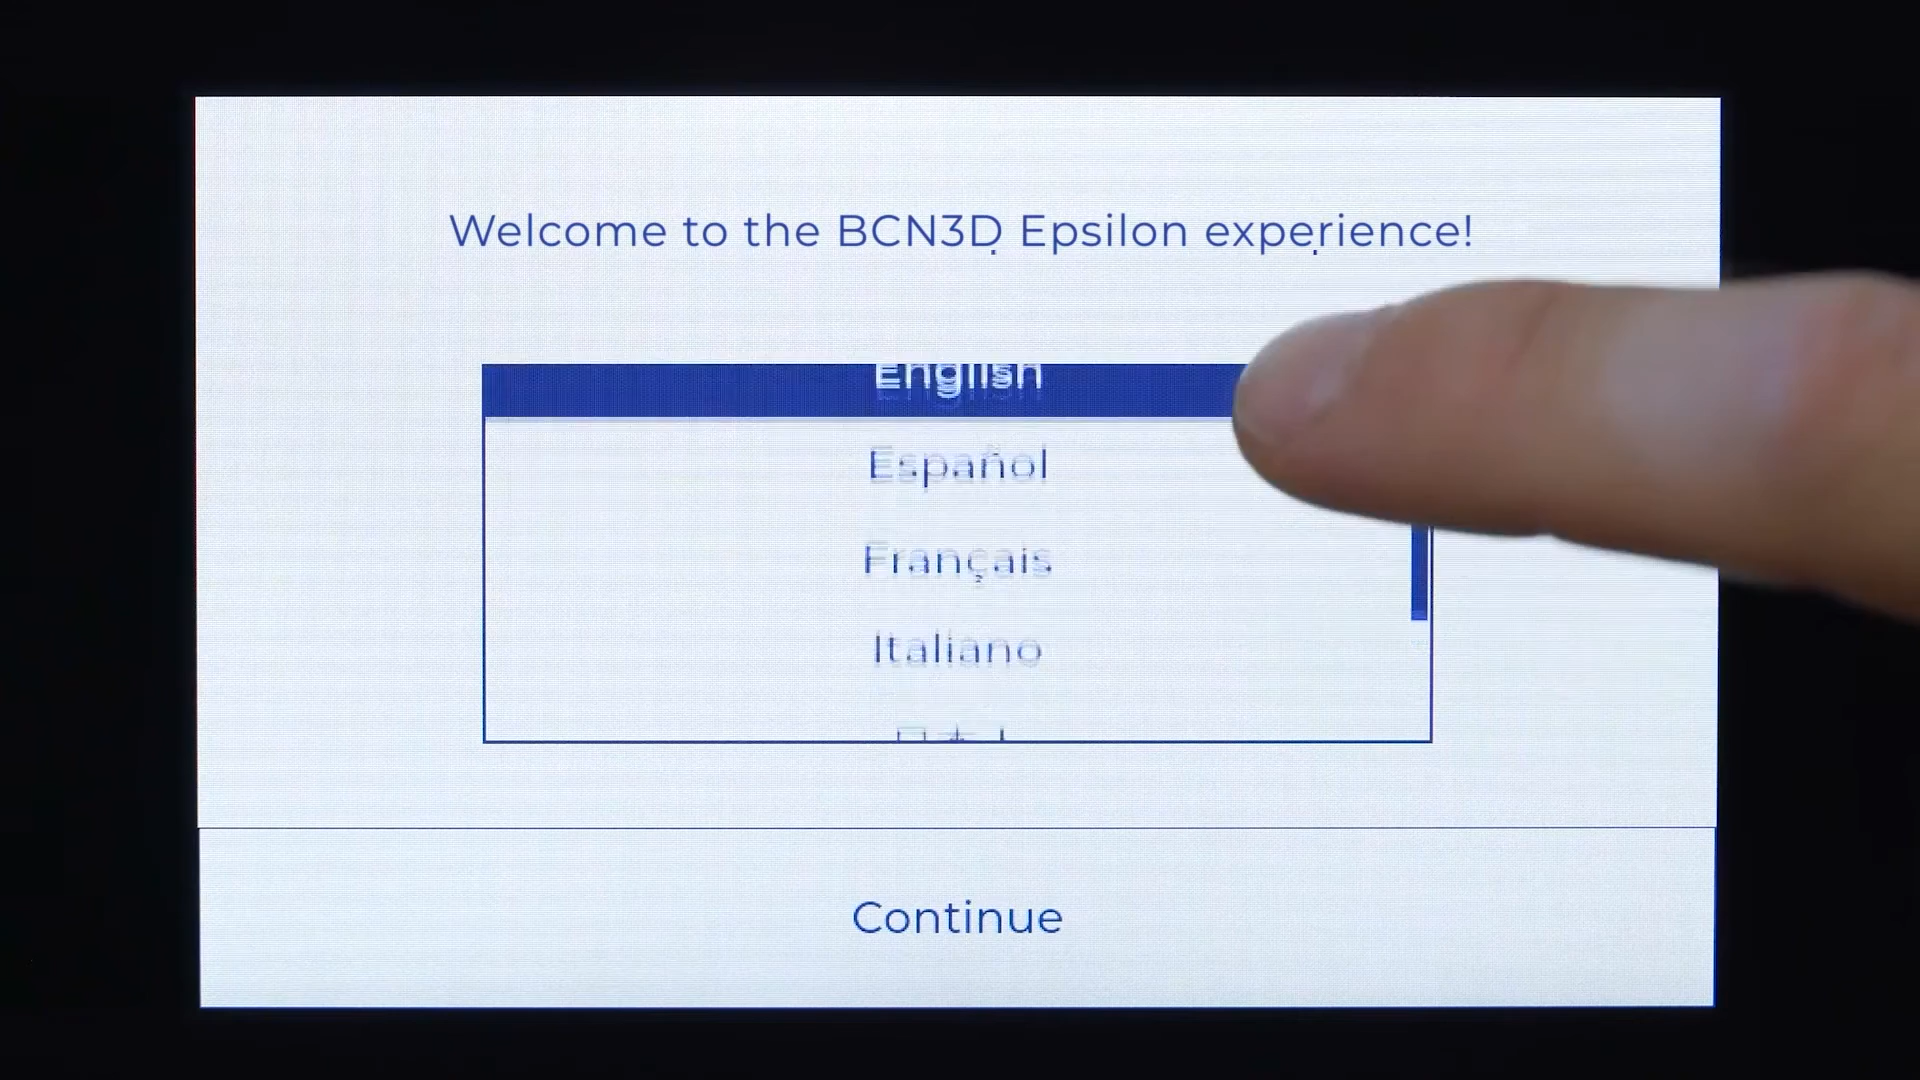 Welcome to the BCN3D Epsilon experience!
English
Español
Français
Italiano
Continue